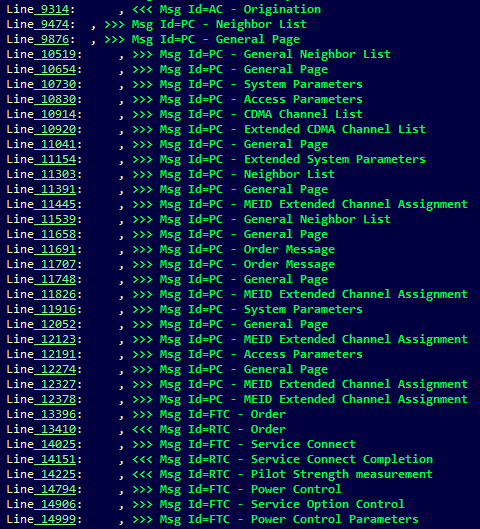 Line 9314:      , <<< Msg Id=AC - Origination
Line 9474:  , >>> Msg Id=PC - Neighbor List
Line 9876:  , >>> Msg Id=PC - General Page
Line 10519:      , >>> Msg Id=PC - General Neighbor List
Line 10654:      , >>> Msg Id=PC - General Page
Line 10730:      , >>> Msg Id=PC - System Parameters
Line 10830:      , >>> Msg Id=PC - Access Parameters
Line 10914:      , >>> Msg Id=PC - CDMA Channel List
Line 10920:      , >>> Msg Id=PC - Extended CDMA Channel List
Line 11041:      , >>> Msg Id=PC - General Page
Line 11154:      , >>> Msg Id=PC - Extended System Parameters
Line 11303:      , >>> Msg Id=PC - Neighbor List
Line 11391:      , >>> Msg Id=PC - General Page
Line 11445:      , >>> Msg Id=PC - MEID Extended Channel Assignment
Line 11539:      , >>> Msg Id=PC - General Neighbor List
Line 11658:      , >>> Msg Id=PC - General Page
Line 11691:      , >>> Msg Id=PC - Order Message
Line 11707:      , >>> Msg Id=PC - Order Message
Line 11748:      , >>> Msg Id=PC - General Page
Line 11826:      , >>> Msg Id=PC - MEID Extended Channel Assignment
Line 11916:      , >>> Msg Id=PC - System Parameters
Line 12052:      , >>> Msg Id=PC - General Page
Line 12123:      , >>> Msg Id=PC - MEID Extended Channel Assignment
Line 12191:      , >>> Msg Id=PC - Access Parameters
Line 12274:      , >>> Msg Id=PC - General Page
Line 12327:      , >>> Msg Id=PC - MEID Extended Channel Assignment
Line 12378:      , >>> Msg Id=PC - MEID Extended Channel Assignment
Line 13396:      , >>> Msg Id=FTC - Order
Line 13410:      , <<< Msg Id=RTC - Order
Line 14025:      , >>> Msg Id=FTC - Service Connect
Line 14151:      , <<< Msg Id=RTC - Service Connect Completion
Line 14225:      , <<< Msg Id=RTC - Pilot Strength measurement
Line 14794:      , >>> Msg Id=FTC - Power Control
Line 14906:      , >>> Msg Id=FTC - Service Option Control
Line 14999:      , >>> Msg Id=FTC - Power Control Parameters